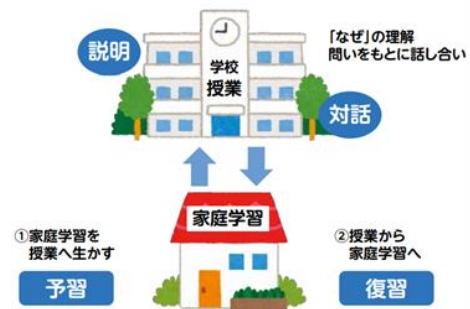 説明
学校
授業
「なぜ」の理解
問いをもとに話し合い
対話
家庭学習
①家庭学習を
授業へ生かす
予習
②授業から
家庭学習へ
復習